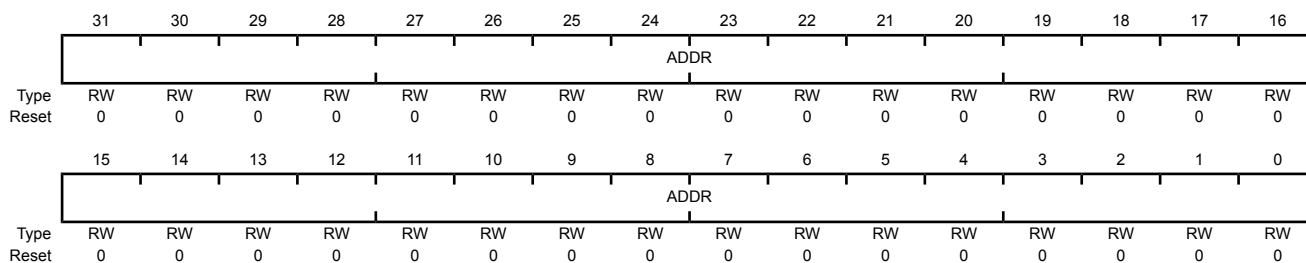 31 30 29 28 27 26 25 24 23 22 21 20 19 18 17 16
ADDR
Type RW RW RW RW RW RW RW RW RW RW RW RW RW RW RW RW
Reset 0 0 0 0 0 0 0 0 0 0 0 0 0 0 0 0
15 14 13 12 11 10 9 8 7 6 5 4 3 2 1 0
ADDR
Type RW RW RW RW RW RW RW RW RW RW RW RW RW RW RW RW
Reset 0 0 0 0 0 0 0 0 0 0 0 0 0 0 0 0